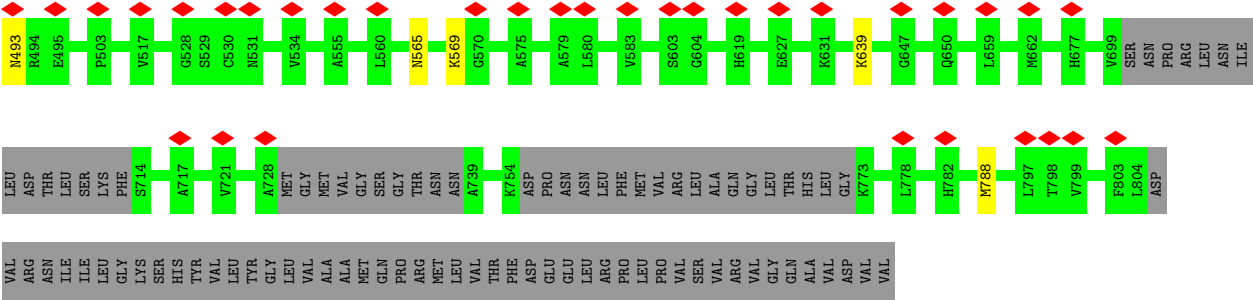 N493 R494 E495 P503 V517 G528 S529 C530 N531 V534 A555 L560 N565 K569 G570 A575 A579 L580 V583 S603 G604 H619 E627 K631 K639 G647 Q650 L659 M662 H677 V699 SER ASN PRO ARG LEU ASN ILE
LEU ASP THR LEU SER LYS PHE S714 A717 V721 A728 MET GLY MET VAL GLY SER GLY THR ASN ASN A739 K754 ASP PRO ASN ASN LEU PHE MET VAL ARG LEU ALA GLN GLY LEU THR HIS LEU GLY K773 L778 H782 M788 L797 T798 V799 F803 L804 ASP
VAL ARG ASN ILE ILE LEU GLY LYS SER HIS TYR VAL LEU TYR GLY LEU VAL ALA ALA MET GLN PRO ARG MET LEU VAL THR PHE ASP GLU GLU LEU ARG PRO LEU PRO VAL SER VAL ARG VAL GLY GLN ALA VAL ASP VAL VAL